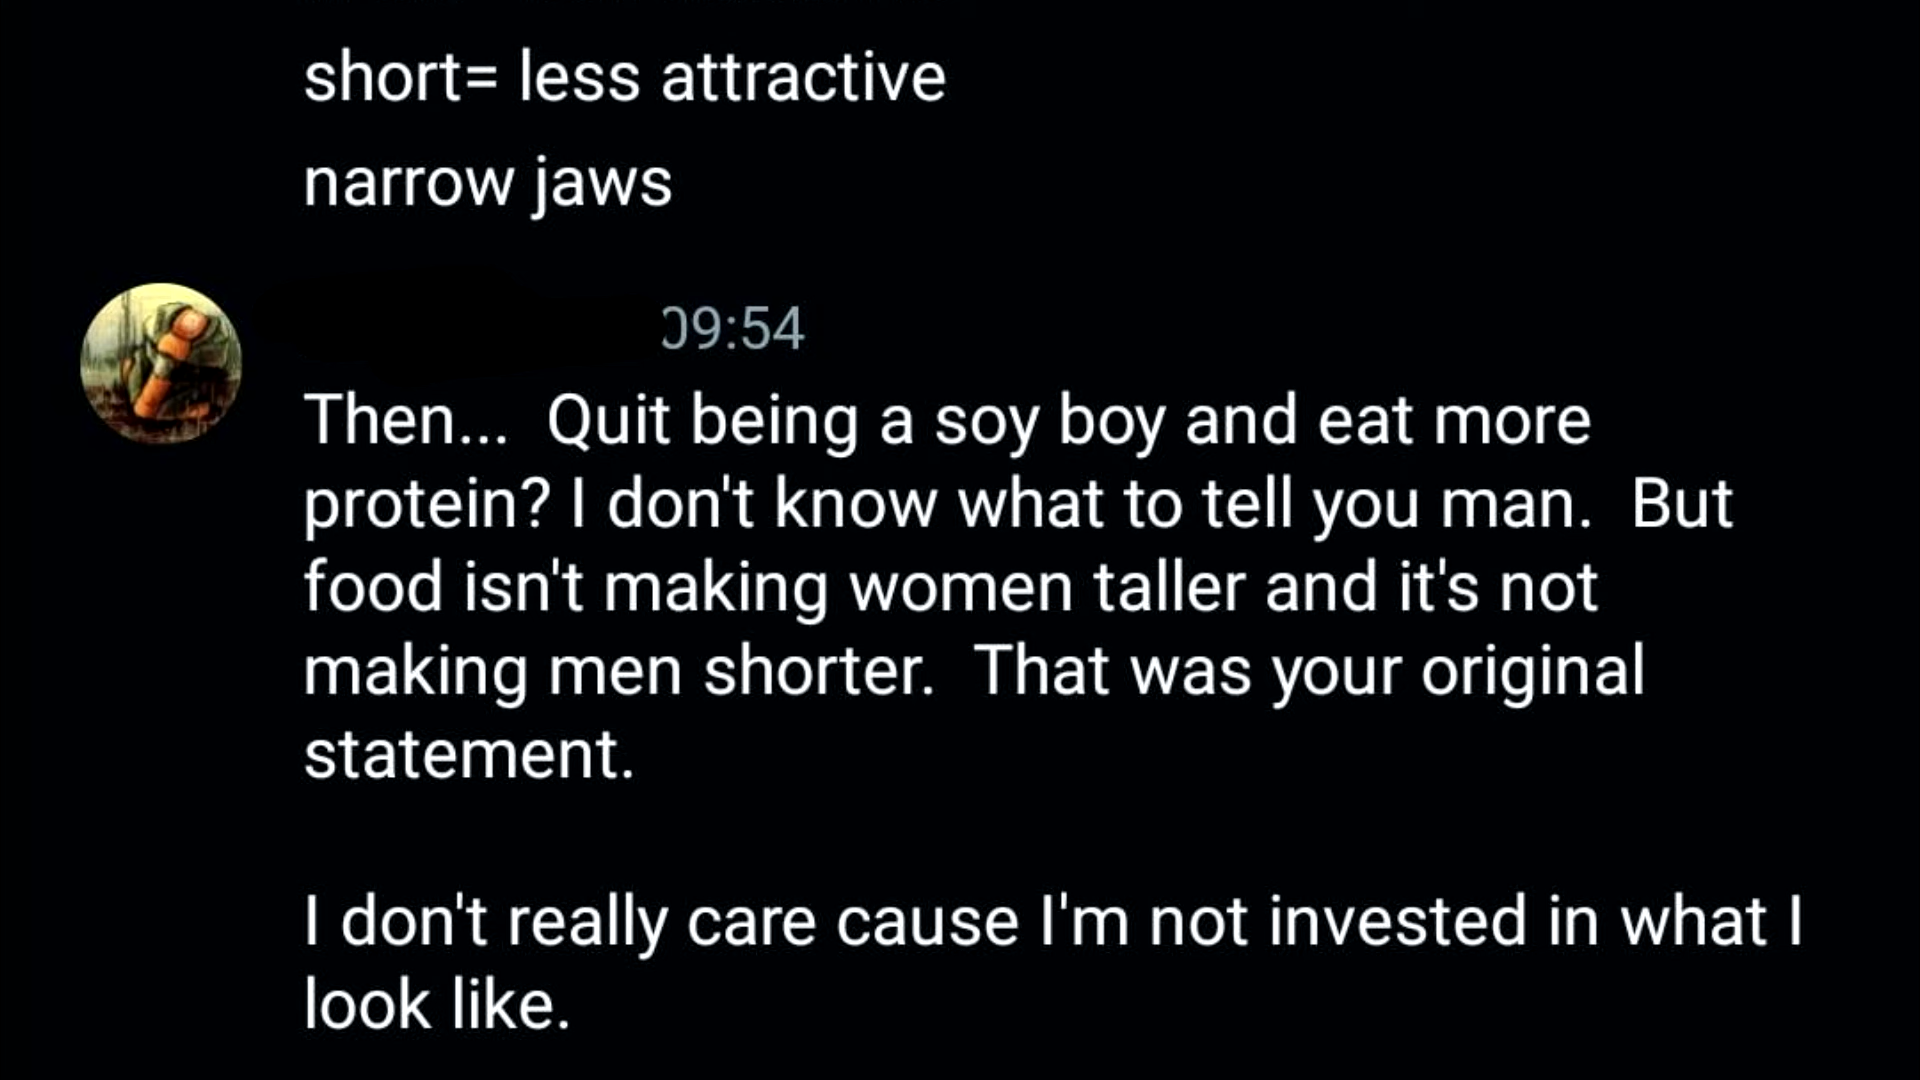 short= less attractive
narrow jaws
09:54
Then...  Quit being a soy boy and eat more
protein? I don't know what to tell you man.  But
food isn't making women taller and it's not
making men shorter.  That was your original
statement.
I don't really care cause I'm not invested in what I
look like.